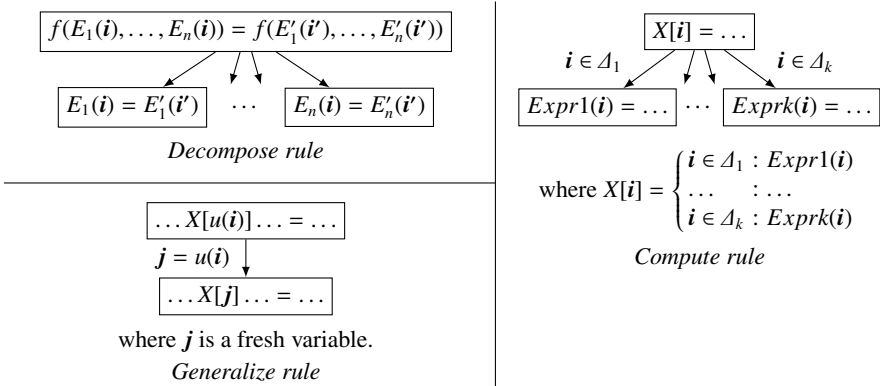 f(E₁(i), . . . , Eₙ(i)) = f(E′₁(i′), . . . , E′ₙ(i′))
E₁(i) = E′₁(i′) ··· Eₙ(i) = E′ₙ(i′)
Decompose rule
. . . X[u(i)] . . . = . . .
j = u(i)
. . . X[j] . . . = . . .
where j is a fresh variable.
Generalize rule
X[i] = . . .
i ∈ Δ₁ i ∈ Δₖ
Expr1(i) = . . . ··· Exprk(i) = . . .
i ∈ Δ₁ : Expr1(i)
where X[i] = { . . . : . . .
i ∈ Δₖ : Exprk(i)
Compute rule